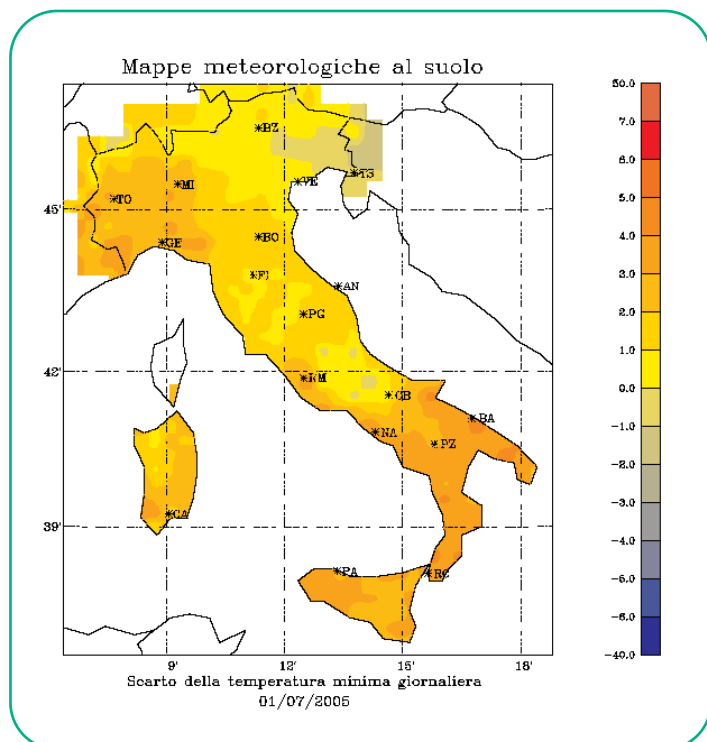 Mappe meteorologiche al suolo
50.0
7.0
6.0
5.0
4.0
3.0
2.0
1.0
0.0
-1.0
-2.0
-3.0
-4.0
-5.0
-6.0
-40.0
*BZ
*TS
*VE
*MI
*TO
45'
*BO
*GE
*FI
*AN
*PG
42'
*RM
*CB
*BA
*NA
*PZ
*CA
39'
*PA
*RC
9'
12'
15'
18'
Scarto della temperatura minima giornaliera
01/07/2005